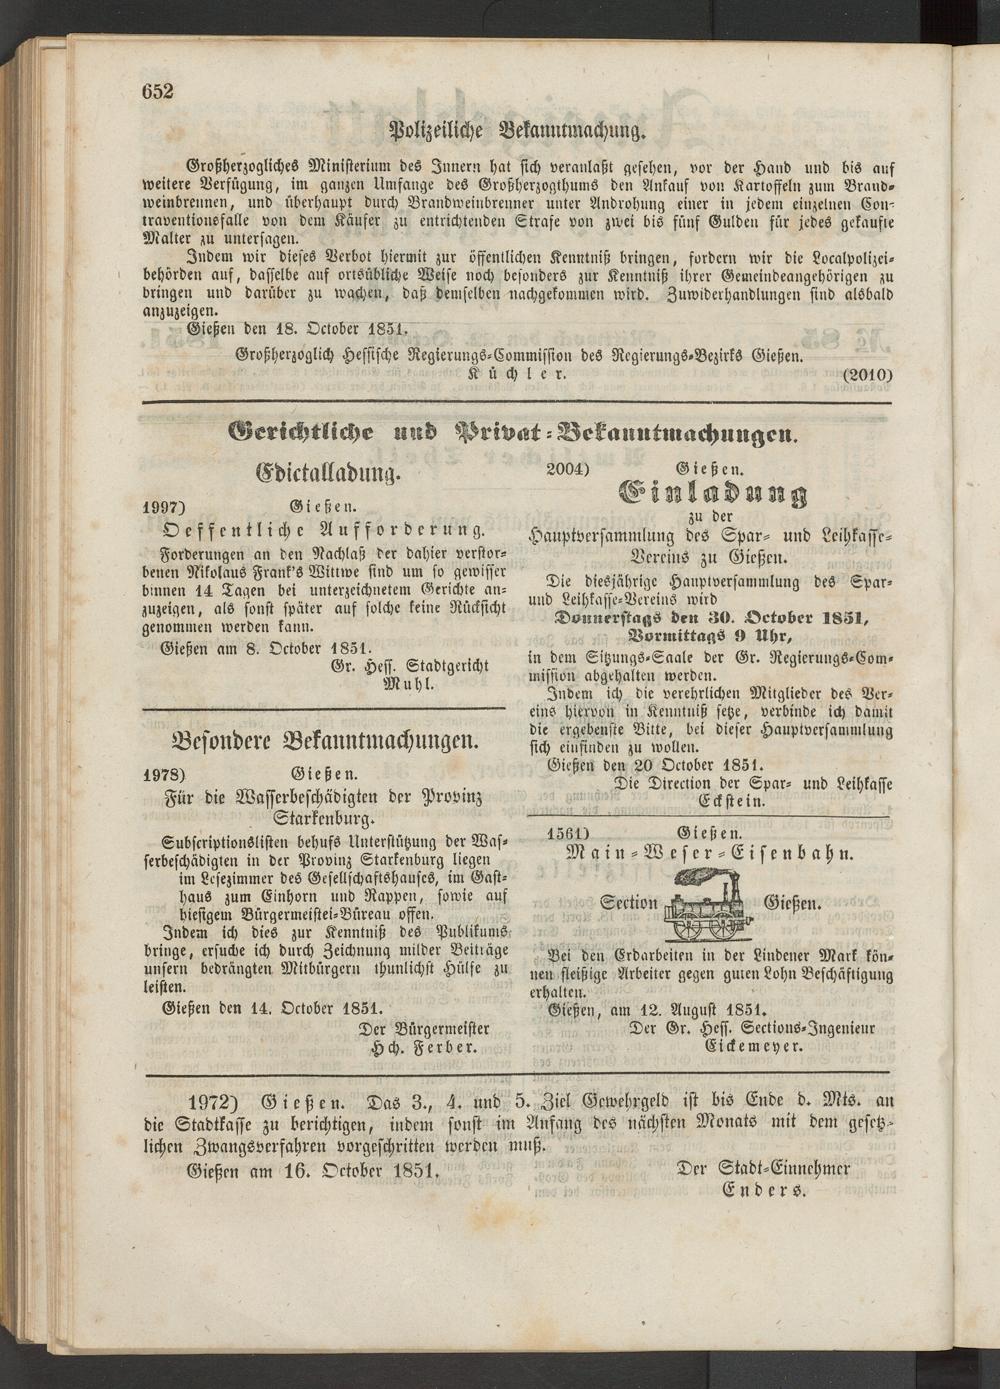 652
Polizeiliche Bekanntmachung.
Großherzogliches Ministerium des Innern hat sich veranlaßt gesehen, vor der Hand und bis auf
weitere Verfügung, im ganzen Umfange des Großherzogthums den Ankauf von Kartoffeln zum Brand-
weinbrennen, und überhaupt durch Brandweinbrenner unter Androhung einer in jedem einzelnen Con-
traventionsfalle von dem Käufer zu entrichtenden Strafe von zwei bis fünf Gulden für jedes gekaufte
Malter zu untersagen.
Indem wir dieses Verbot hiermit zur öffentlichen Kenntniß bringen, fordern wir die Localpolizei-
behörden auf, dasselbe auf ortsübliche Weise noch besonders zur Kenntniß ihrer Gemeindeangehörigen zu
bringen und darüber zu wachen, daß demselben nachgekommen wird. Zuwiderhandlungen sind alsbald
anzuzeigen.
Gießen den 18. October 1851.
Großherzoglich Hessische Regierungs-Commission des Regierungs-Bezirks Gießen.
Küchler. (2010)
Gerichtliche und Privat-Bekanntmachungen.
Edictalladung.
1997) Gießen.
Oeffentliche Aufforderung.
Forderungen an den Nachlaß der dahier verstor-
benen Nikolaus Frank's Wittwe sind um so gewisser
binnen 14 Tagen bei unterzeichnetem Gerichte an-
zuzeigen, als sonst später auf solche keine Rücksicht
genommen werden kann.
Gießen am 8. October 1851.
Gr. Hess. Stadtgericht
Muhl.
Besondere Bekanntmachungen.
1978) Gießen.
Für die Wasserbeschädigten der Provinz
Starkenburg.
Subscriptionslisten behufs Unterstützung der Was-
serbeschädigten in der Provinz Starkenburg liegen
im Lesezimmer des Gesellschaftshauses, im Gast-
haus zum Einhorn und Rappen, sowie auf
hiesigem Bürgermeistei-Büreau offen.
Indem ich dies zur Kenntniß des Publikums
bringe, ersuche ich durch Zeichnung milder Beiträge
unsern bedrängten Mitbürgern thunlichst Hülfe zu
leisten.
Gießen den 14. October 1851.
Der Bürgermeister
Hch. Ferber.
2004) Gießen.
Einladung
zu der
Hauptversammlung des Spar- und Leihkasse-
Vereins zu Gießen.
Die diesjährige Hauptversammlung des Spar-
und Leihkasse-Vereins wird
Donnerstags den 30. October 1851,
Vormittags 9 Uhr,
in dem Sitzungs-Saale der Gr. Regierungs-Com-
mission abgehalten werden.
Indem ich die verehrlichen Mitglieder des Ver-
eins hiervon in Kenntniß setze, verbinde ich damit
die ergebenste Bitte, bei dieser Hauptversammlung
sich einfinden zu wollen.
Gießen den 20 October 1851.
Die Direction der Spar- und Leihkasse
Eckstein.
1561) Gießen.
Main-Weser-Eisenbahn.
Section Gießen.
Bei den Erdarbeiten in der Lindener Mark kön-
nen fleißige Arbeiter gegen guten Lohn Beschäftigung
erhalten.
Gießen, am 12. August 1851.
Der Gr. Hess. Sections-Ingenieur
Eickemeyer.
1972) Gießen. Das 3., 4. und 5. Ziel Gewehrgeld ist bis Ende d. Mts. an
die Stadtkasse zu berichtigen, indem sonst im Anfang des nächsten Monats mit dem gesetz-
lichen Zwangsverfahren vorgeschritten werden muß.
Gießen am 16. October 1851. Der Stadt-Einnehmer
Enders.